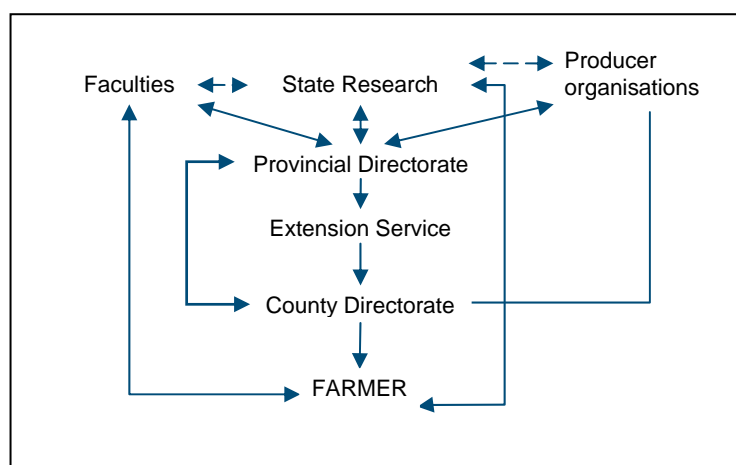 Faculties
State Research
Producer
organisations
Provincial Directorate
Extension Service
County Directorate
FARMER